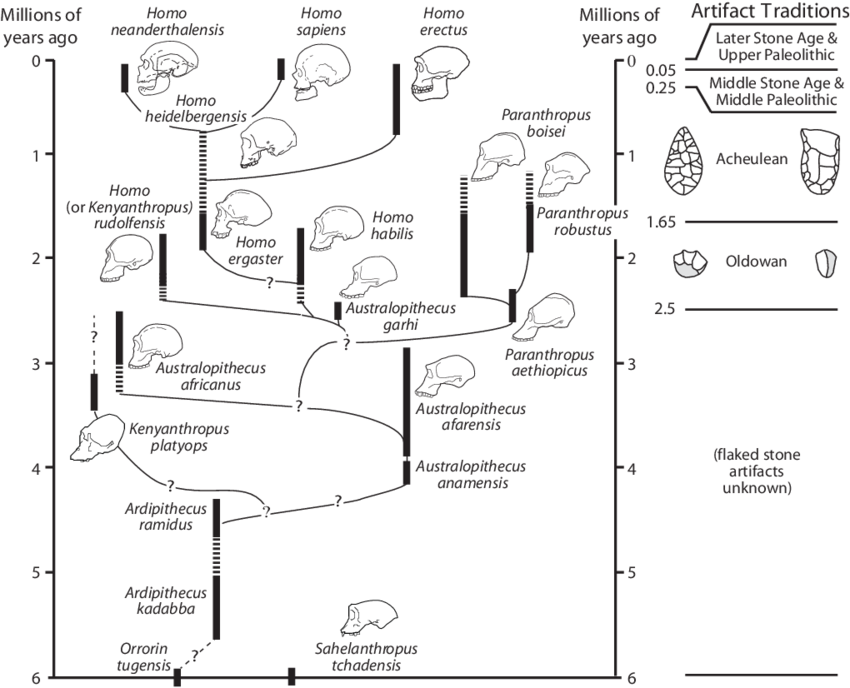 Millions of
years ago
Homo
neanderthalensis
Homo
sapiens
Homo
erectus
Millions of
years ago
Artifact Traditions
Later Stone Age &
Upper Paleolithic
0
0
0.05
0.25
Middle Stone Age &
Middle Paleolithic
Homo
heidelbergensis
Paranthropus
boisei
1
1
Acheulean
Homo
(or Kenyanthropus)
rudolfensis
Homo
ergaster
Homo
habilis
Paranthropus
robustus
1.65
2
2
Oldowan
?
Australopithecus
garhi
2.5
?
?
Australopithecus
africanus
Paranthropus
aethiopicus
3
3
?
Australopithecus
afarensis
Kenyanthropus
platyops
4
4
Australopithecus
anamensis
(flaked stone
artifacts
unknown)
?
?
?
Ardipithecus
ramidus
5
5
Ardipithecus
kadabba
Orrorin
tugensis
?
Sahelanthropus
tchadensis
6
6